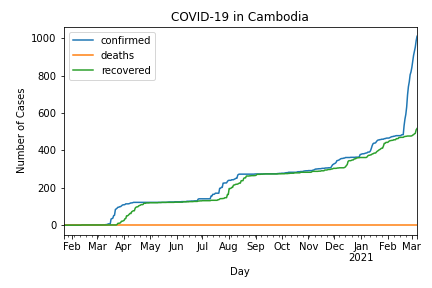 COVID-19 in Cambodia
confirmed
deaths
recovered
Number of Cases
1000
800
600
400
200
0
Feb Mar Apr May Jun Jul Aug Sep Oct Nov Dec Jan Feb Mar
2021
Day